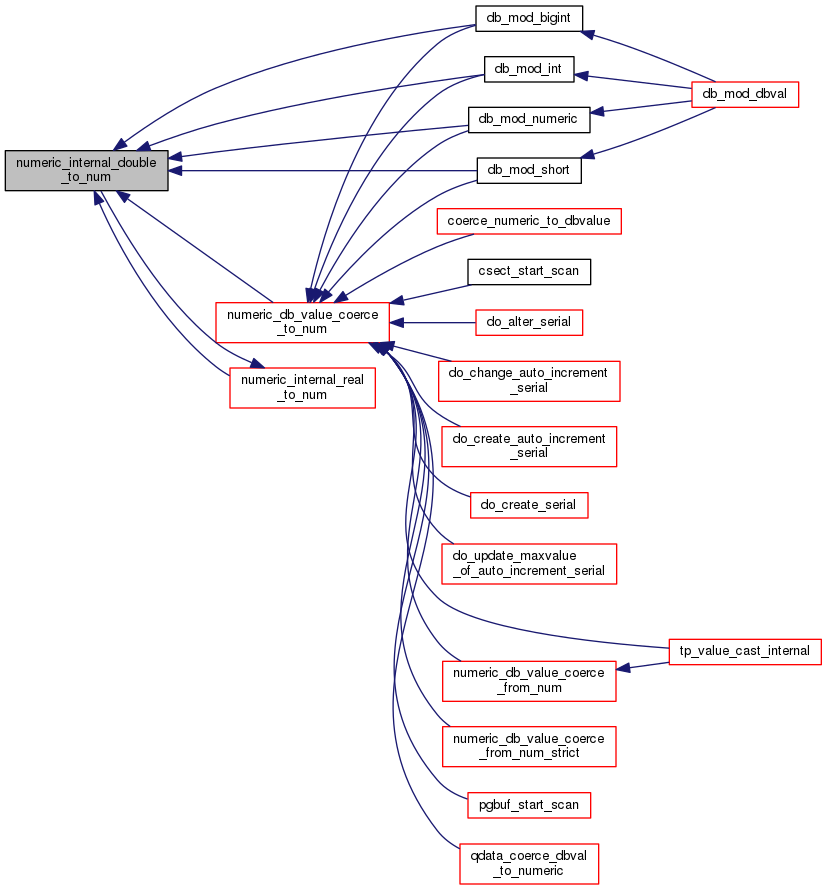 db_mod_bigint
db_mod_int
db_mod_dbval
db_mod_numeric
numeric_internal_double
_to_num
db_mod_short
coerce_numeric_to_dbvalue
csect_start_scan
numeric_db_value_coerce
_to_num
do_alter_serial
numeric_internal_real
_to_num
do_change_auto_increment
_serial
do_create_auto_increment
_serial
do_create_serial
do_update_maxvalue
_of_auto_increment_serial
tp_value_cast_internal
numeric_db_value_coerce
_from_num
numeric_db_value_coerce
_from_num_strict
pgbuf_start_scan
qdata_coerce_dbval
_to_numeric